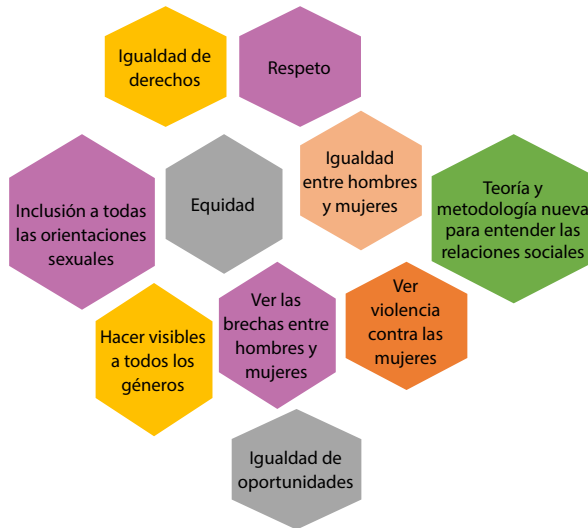 Igualdad de
derechos
Respeto
Igualdad
entre hombres
y mujeres
Teoría y
metodología nueva
para entender las
relaciones sociales
Inclusión a todas
las orientaciones
sexuales
Equidad
Ver las
brechas entre
hombres y
mujeres
Ver
violencia
contra las
mujeres
Hacer visibles
a todos los
géneros
Igualdad de
oportunidades